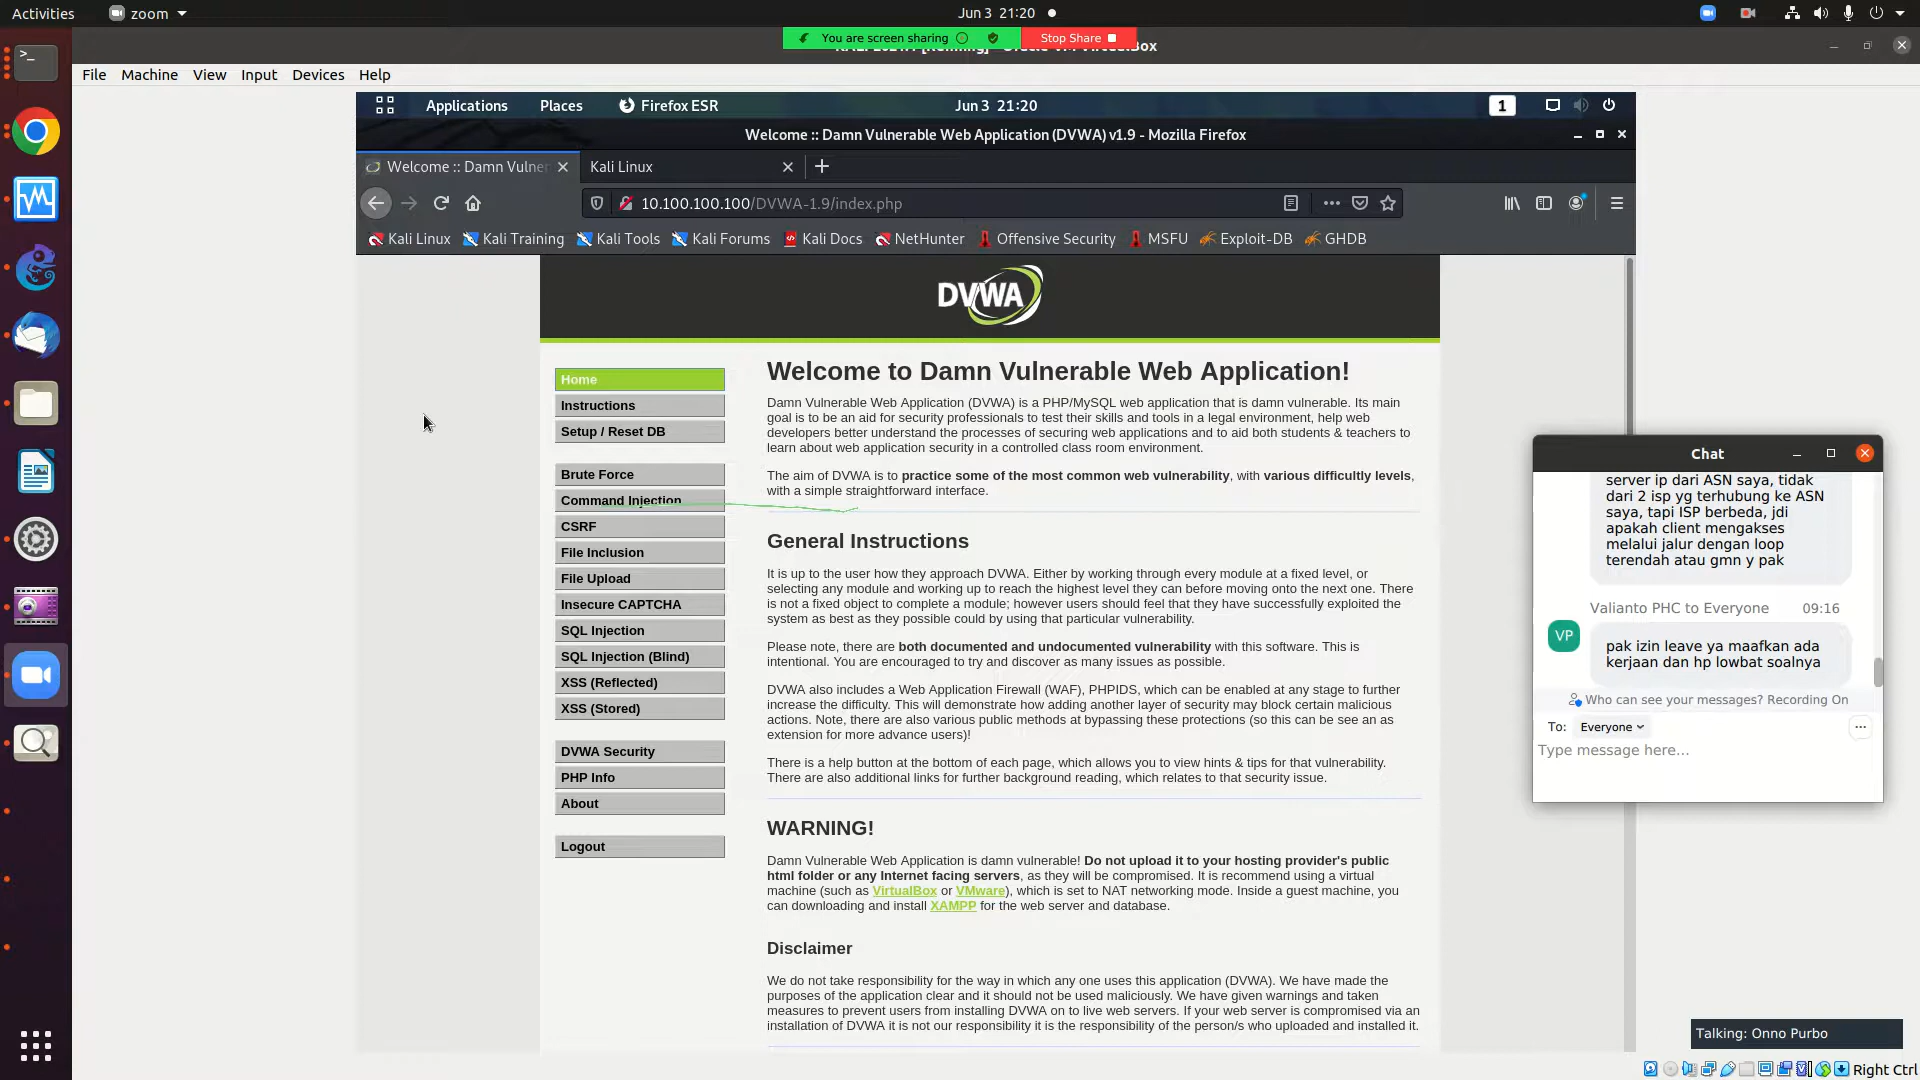 Activities
zoom
Jun 3 21:20
You are screen sharing
Stop Share
File Machine View Input Devices Help
Applications Places Firefox ESR
Jun 3 21:20
1
Welcome :: Damn Vulnerable Web Application (DVWA) v1.9 - Mozilla Firefox
Welcome :: Damn Vulner
Kali Linux
10.100.100.100/DVWA-1.9/index.php
Kali Linux Kali Training Kali Tools Kali Forums Kali Docs NetHunter Offensive Security MSFU Exploit-DB GHDB
DVWA
Home
Instructions
Setup / Reset DB
Brute Force
Command Injection
CSRF
File Inclusion
File Upload
Insecure CAPTCHA
SQL Injection
SQL Injection (Blind)
XSS (Reflected)
XSS (Stored)
DVWA Security
PHP Info
About
Logout
Welcome to Damn Vulnerable Web Application!
Damn Vulnerable Web Application (DVWA) is a PHP/MySQL web application that is damn vulnerable. Its main
goal is to be an aid for security professionals to test their skills and tools in a legal environment, help web
developers better understand the processes of securing web applications and to aid both students & teachers to
learn about web application security in a controlled class room environment.
The aim of DVWA is to practice some of the most common web vulnerability, with various difficultly levels,
with a simple straightforward interface.
General Instructions
It is up to the user how they approach DVWA. Either by working through every module at a fixed level, or
selecting any module and working up to reach the highest level they can before moving onto the next one. There
is not a fixed object to complete a module; however users should feel that they have successfully exploited the
system as best as they possible could by using that particular vulnerability.
Please note, there are both documented and undocumented vulnerability with this software. This is
intentional. You are encouraged to try and discover as many issues as possible.
DVWA also includes a Web Application Firewall (WAF), PHPIDS, which can be enabled at any stage to further
increase the difficulty. This will demonstrate how adding another layer of security may block certain malicious
actions. Note, there are also various public methods at bypassing these protections (so this can be see an as
extension for more advance users)!
There is a help button at the bottom of each page, which allows you to view hints & tips for that vulnerability.
There are also additional links for further background reading, which relates to that security issue.
WARNING!
Damn Vulnerable Web Application is damn vulnerable! Do not upload it to your hosting provider's public
html folder or any Internet facing servers, as they will be compromised. It is recommend using a virtual
machine (such as VirtualBox or VMware), which is set to NAT networking mode. Inside a guest machine, you
can downloading and install XAMPP for the web server and database.
Disclaimer
We do not take responsibility for the way in which any one uses this application (DVWA). We have made the
purposes of the application clear and it should not be used maliciously. We have given warnings and taken
measures to prevent users from installing DVWA on to live web servers. If your web server is compromised via an
installation of DVWA it is not our responsibility it is the responsibility of the person/s who uploaded and installed it.
Chat
server ip dari ASN saya, tidak
dari 2 isp yg terhubung ke ASN
saya, tapi ISP berbeda, jdi
apakah client mengakses
melalui jalur dengan loop
terendah atau gmn y pak
Valianto PHC to Everyone 09:16
VP
pak izin leave ya maafkan ada
kerjaan dan hp lowbat soalnya
Who can see your messages? Recording On
To: Everyone
Type message here...
Talking: Onno Purbo
Right Ctrl